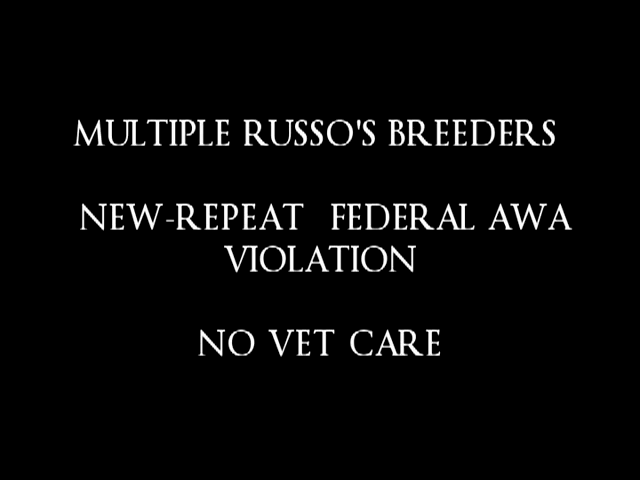 MULTIPLE RUSSO'S BREEDERS
NEW-REPEAT FEDERAL AWA
VIOLATION
NO VET CARE